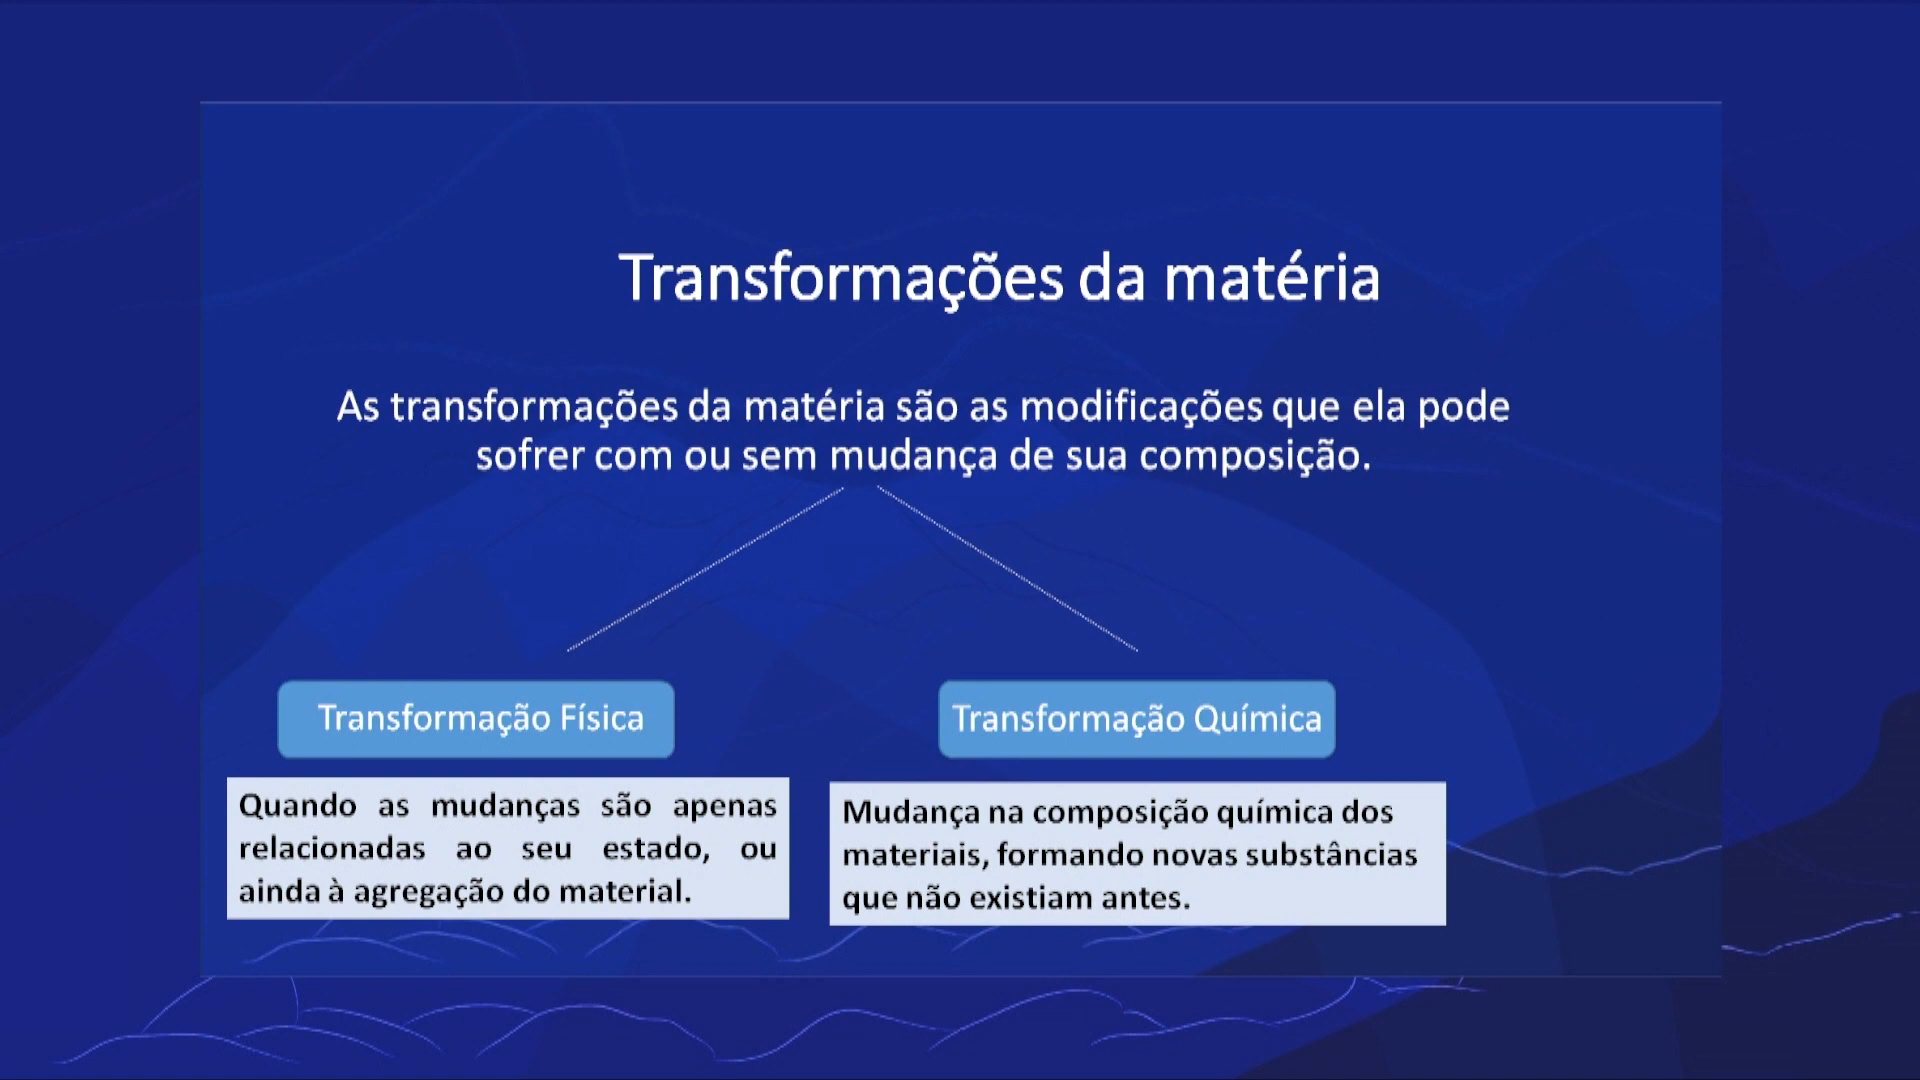 Transformações da matéria
As transformações da matéria são as modificações que ela pode
sofrer com ou sem mudança de sua composição.
Transformação Física
Quando as mudanças são apenas
relacionadas ao seu estado, ou
ainda à agregação do material.
Transformação Química
Mudança na composição química dos
materiais, formando novas substâncias
que não existiam antes.